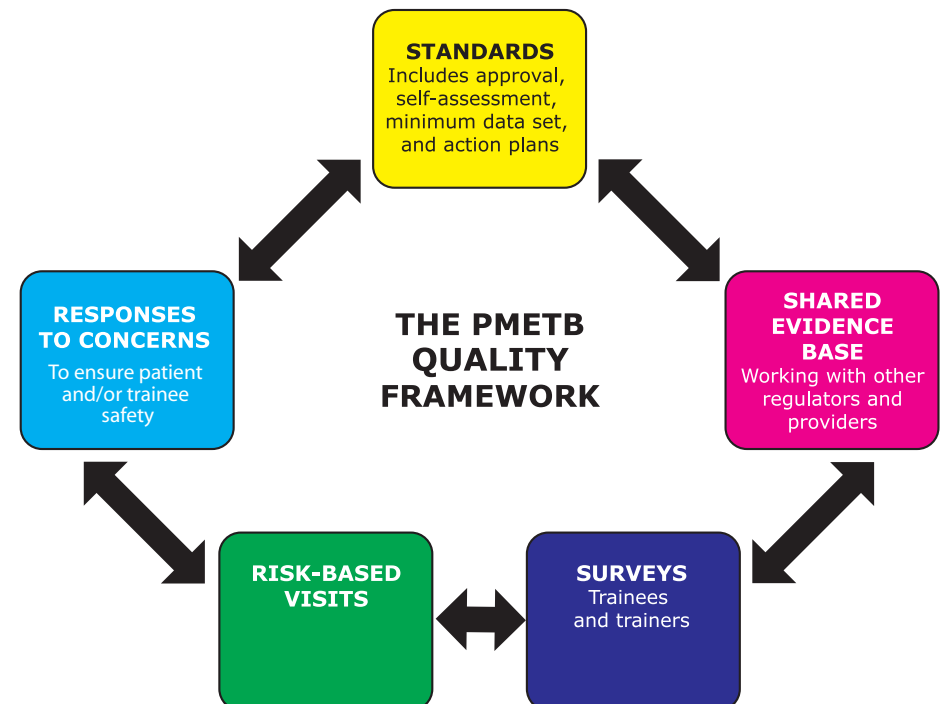 STANDARDS
Includes approval,
self-assessment,
minimum data set,
and action plans
RESPONSES
TO CONCERNS
To ensure patient
and/or trainee
safety
THE PMETB
QUALITY
FRAMEWORK
SHARED
EVIDENCE
BASE
Working with other
regulators and
providers
RISK-BASED
VISITS
SURVEYS
Trainees
and trainers